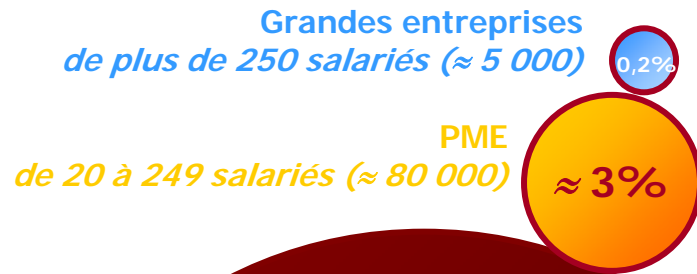 Grandes entreprises
de plus de 250 salariés (≈ 5 000)
0,2%
PME
de 20 à 249 salariés (≈ 80 000)
≈ 3%